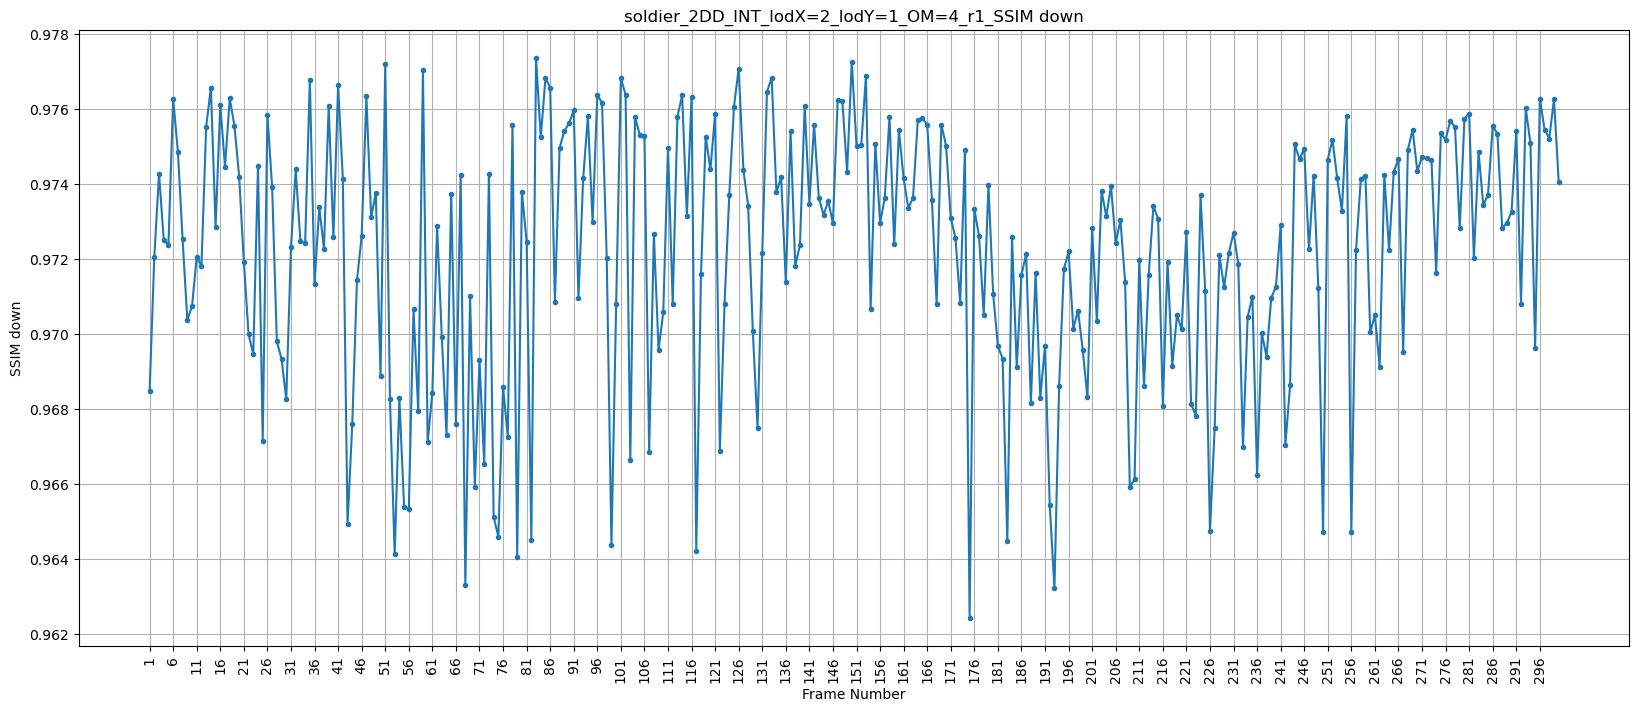 soldier_2DD_INT_lodX=2_lodY=1_OM=4_r1_SSIM down
SSIM down
0.978
0.976
0.974
0.972
0.970
0.968
0.966
0.964
0.962
1 6 11 16 21 26 31 36 41 46 51 56 61 66 71 76 81 86 91 96 101 106 111 116 121 126 131 136 141 146 151 156 161 166 171 176 181 186 191 196 201 206 211 216 221 226 231 236 241 246 251 256 261 266 271 276 281 286 291 296
Frame Number